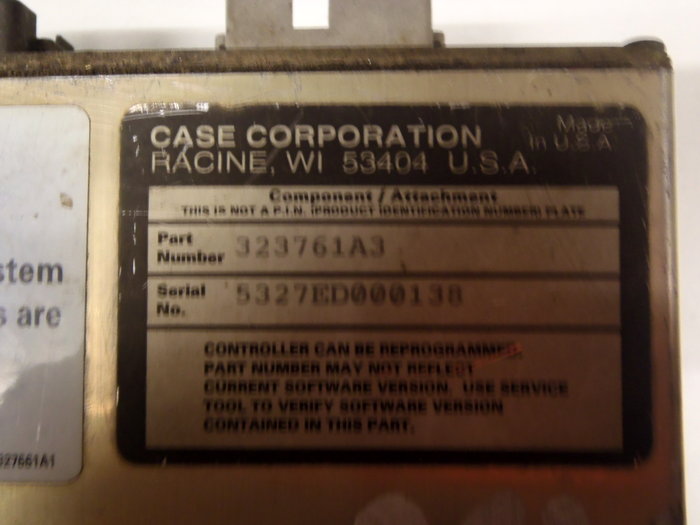 CASE CORPORATION
RACINE, WI 53404 U.S.A.
Made
in U.S.A
Component / Attachment
THIS IS NOT A P.I.N. (PRODUCT IDENTIFICATION NUMBER) PLATE
Part
Number 323761A3
Serial
No. 5327ED000138
CONTROLLER CAN BE REPROGRAMMED
PART NUMBER MAY NOT REFLECT
CURRENT SOFTWARE VERSION. USE SERVICE
TOOL TO VERIFY SOFTWARE VERSION
CONTAINED IN THIS PART.
stem
s are
327661A1